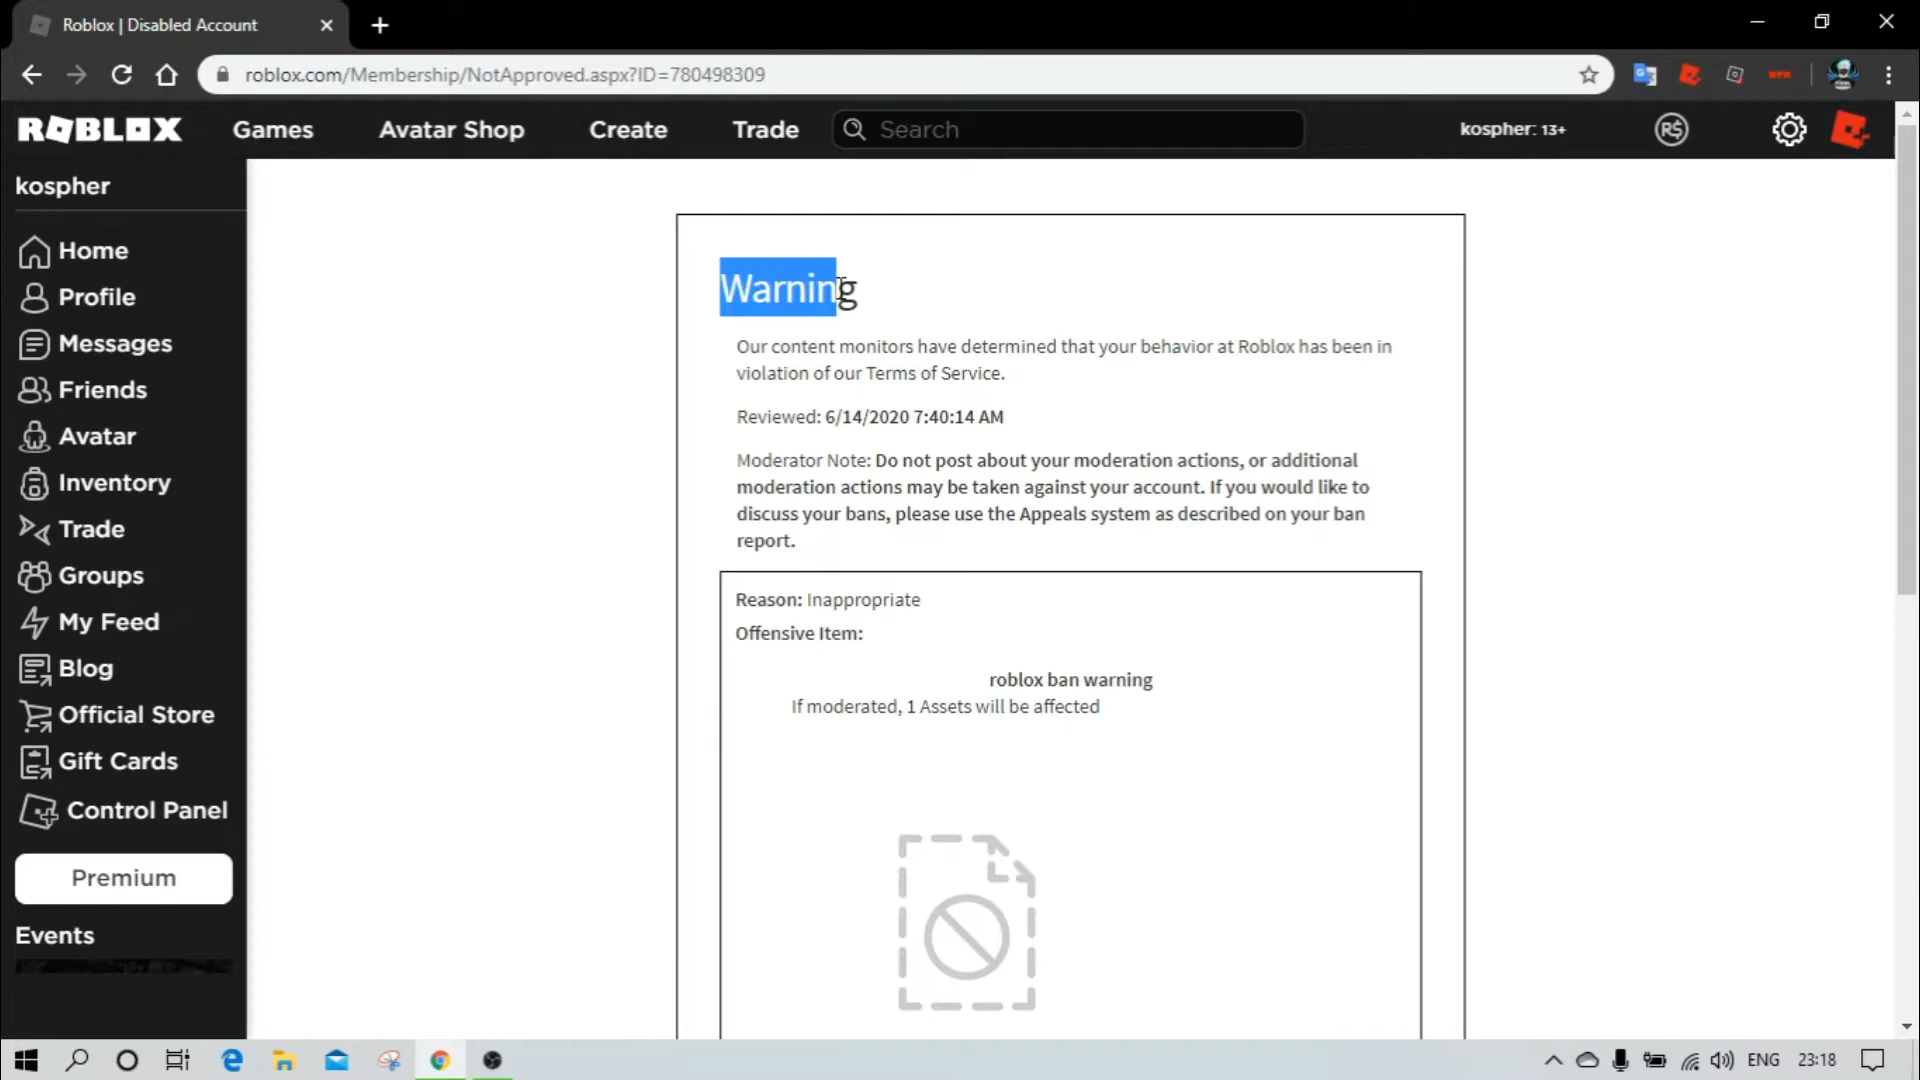 Roblox | Disabled Account
roblox.com/Membership/NotApproved.aspx?ID=780498309
ROBLOX
Games
Avatar Shop
Create
Trade
Search
kospher: 13+
R$
kospher
Home
Profile
Messages
Friends
Avatar
Inventory
Trade
Groups
My Feed
Blog
Official Store
Gift Cards
Control Panel
Premium
Events
Warning
Our content monitors have determined that your behavior at Roblox has been in
violation of our Terms of Service.
Reviewed: 6/14/2020 7:40:14 AM
Moderator Note: Do not post about your moderation actions, or additional
moderation actions may be taken against your account. If you would like to
discuss your bans, please use the Appeals system as described on your ban
report.
Reason: Inappropriate
Offensive Item:
roblox ban warning
If moderated, 1 Assets will be affected
ENG
23:18